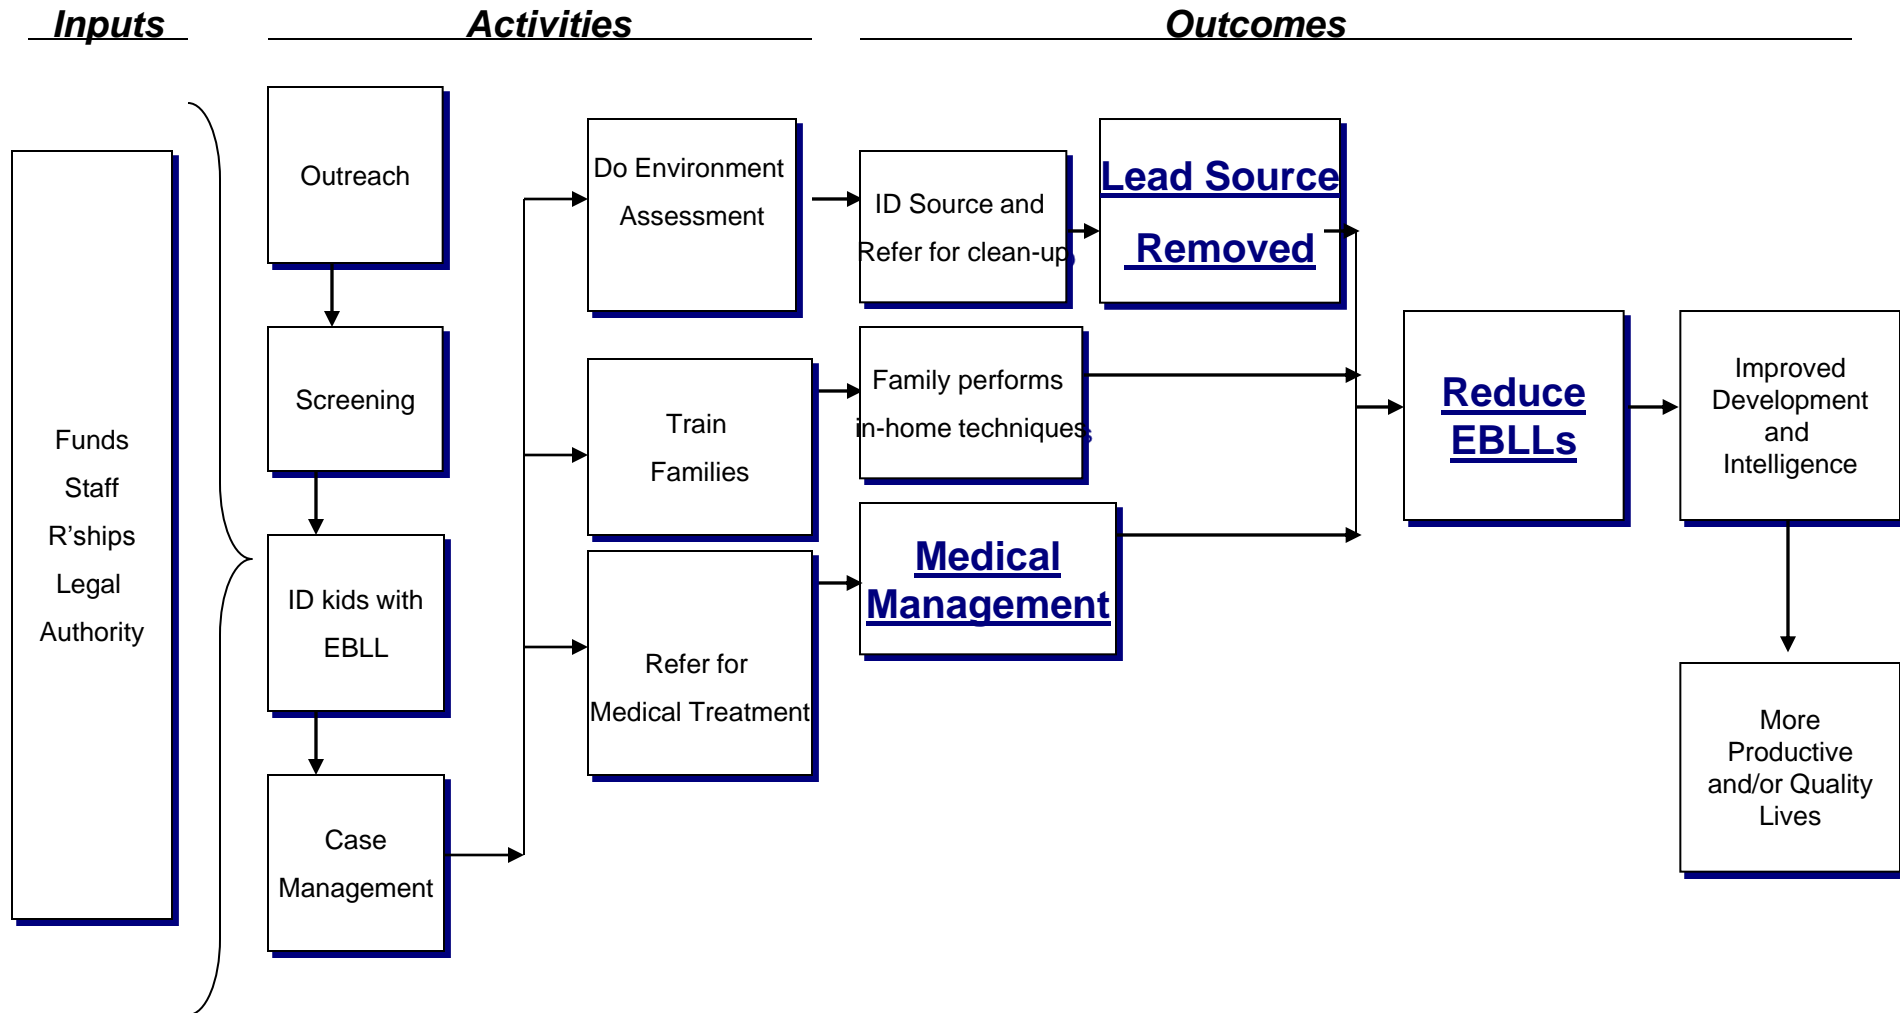 Inputs
Activities
Outcomes
Funds
Staff
R’ships
Legal
Authority
Outreach
Screening
ID kids with
EBLL
Case
Management
Do Environment
Assessment
Train
Families
Refer for
Medical Treatment
ID Source and
Refer for clean-up
Lead Source
Removed
Family performs
in-home techniques
Medical
Management
Reduce
EBLLs
Improved
Development
and
Intelligence
More
Productive
and/or Quality
Lives